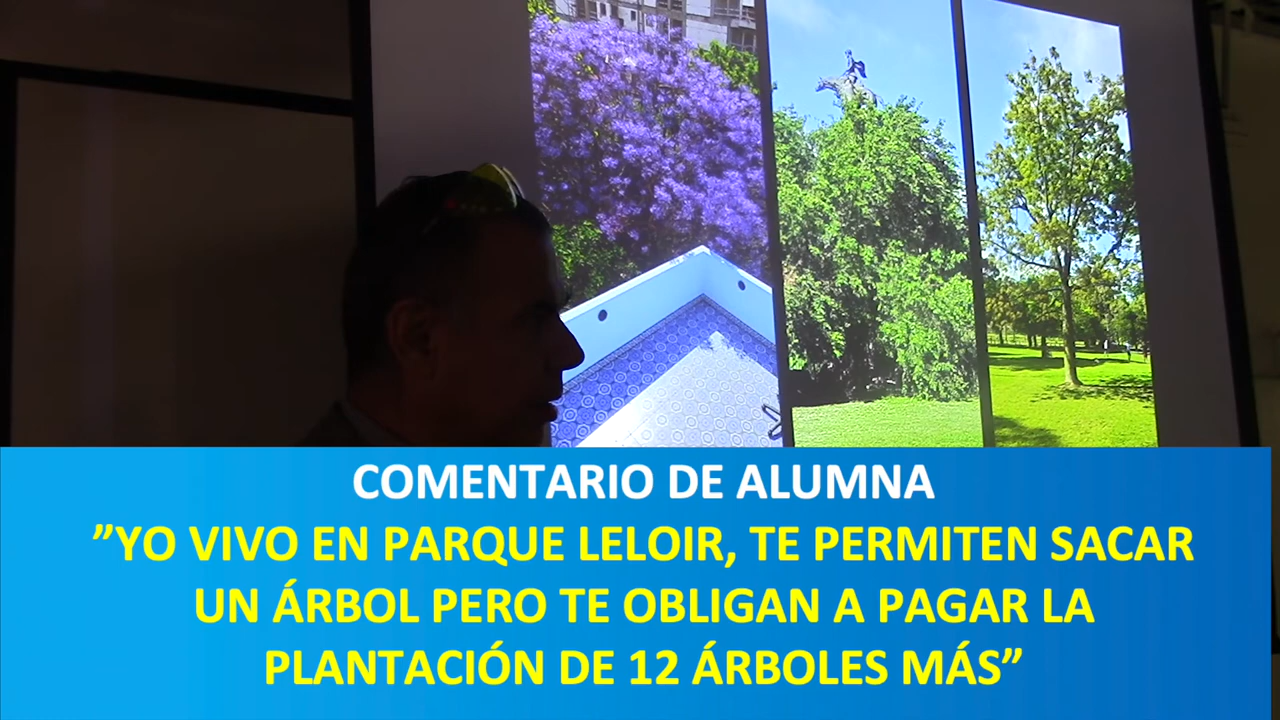 COMENTARIO DE ALUMNA
”YO VIVO EN PARQUE LELOIR, TE PERMITEN SACAR
UN ÁRBOL PERO TE OBLIGAN A PAGAR LA
PLANTACIÓN DE 12 ÁRBOLES MÁS”